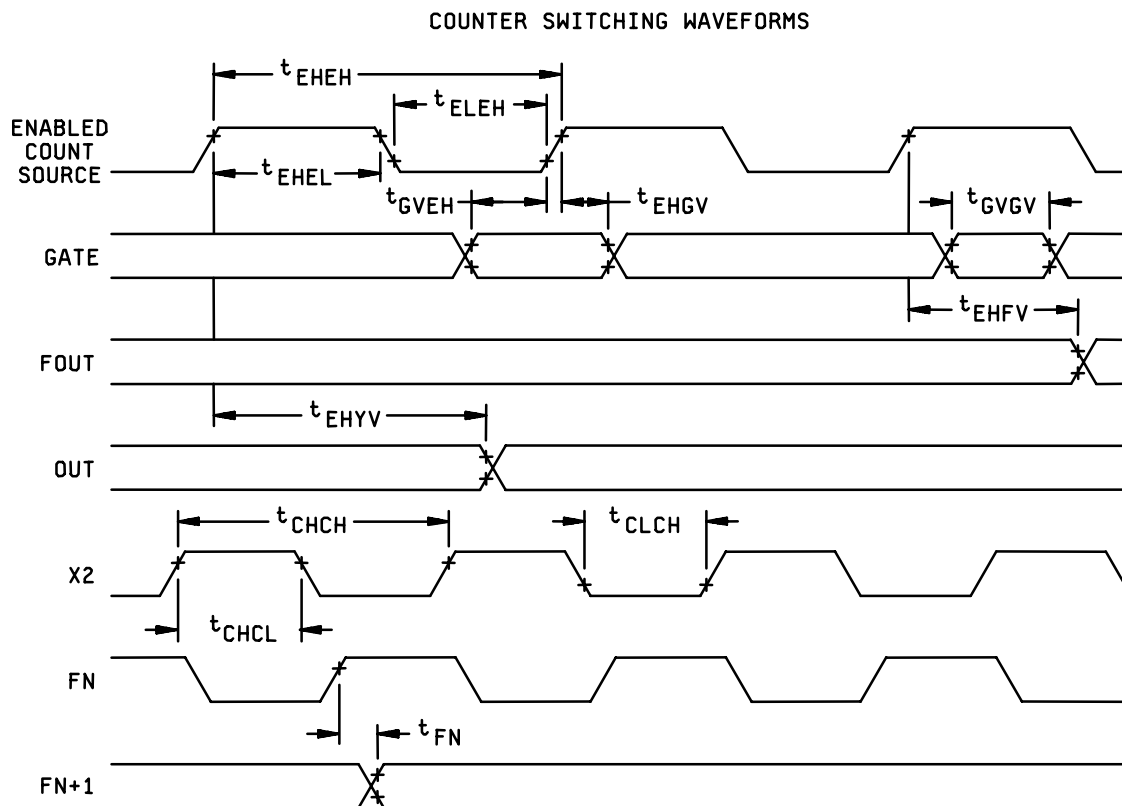 COUNTER SWITCHING WAVEFORMS
tEHEH
tELEH
ENABLED
COUNT
SOURCE
tEHEL
tGVEH
tEHGV
tGVGV
GATE
tEHFV
FOUT
tEHYV
OUT
tCHCH
tCLCH
X2
tCHCL
FN
tFN
FN+1